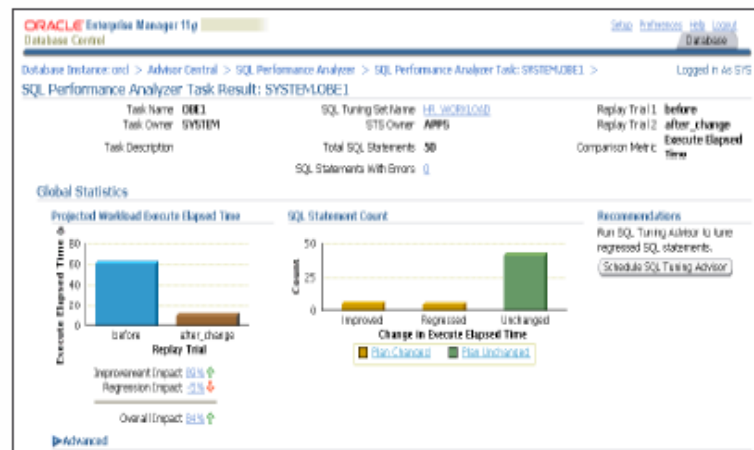 ORACLE Enterprise Manager 11g
Database Control
Setup Preferences Help Logout
Database
Database Instance: orcl > Advisor Central > SQL Performance Analyzer > SQL Performance Analyzer Task: SYSTEM.OBE1 >
Logged in As SYS
SQL Performance Analyzer Task Result: SYSTEM.OBE1
Task Name OBE1
Task Owner SYSTEM
Task Description
SQL Tuning Set Name HR_WORKLOAD
STS Owner APPS
Total SQL Statements 50
SQL Statements With Errors 0
Replay Trial 1 before
Replay Trial 2 after_change
Comparison Metric Execute Elapsed Time
Global Statistics
Projected Workload Execute Elapsed Time
Execute Elapsed Time
80
60
40
20
0
before
after_change
Replay Trial
Improvement Impact 89%
Regression Impact -5%
Overall Impact 84%
SQL Statement Count
Count
50
25
0
Improved
Regressed
Unchanged
Change in Execute Elapsed Time
Plan Changed
Plan Unchanged
Recommendations
Run SQL Tuning Advisor to tune
regressed SQL statements.
Schedule SQL Tuning Advisor
Advanced